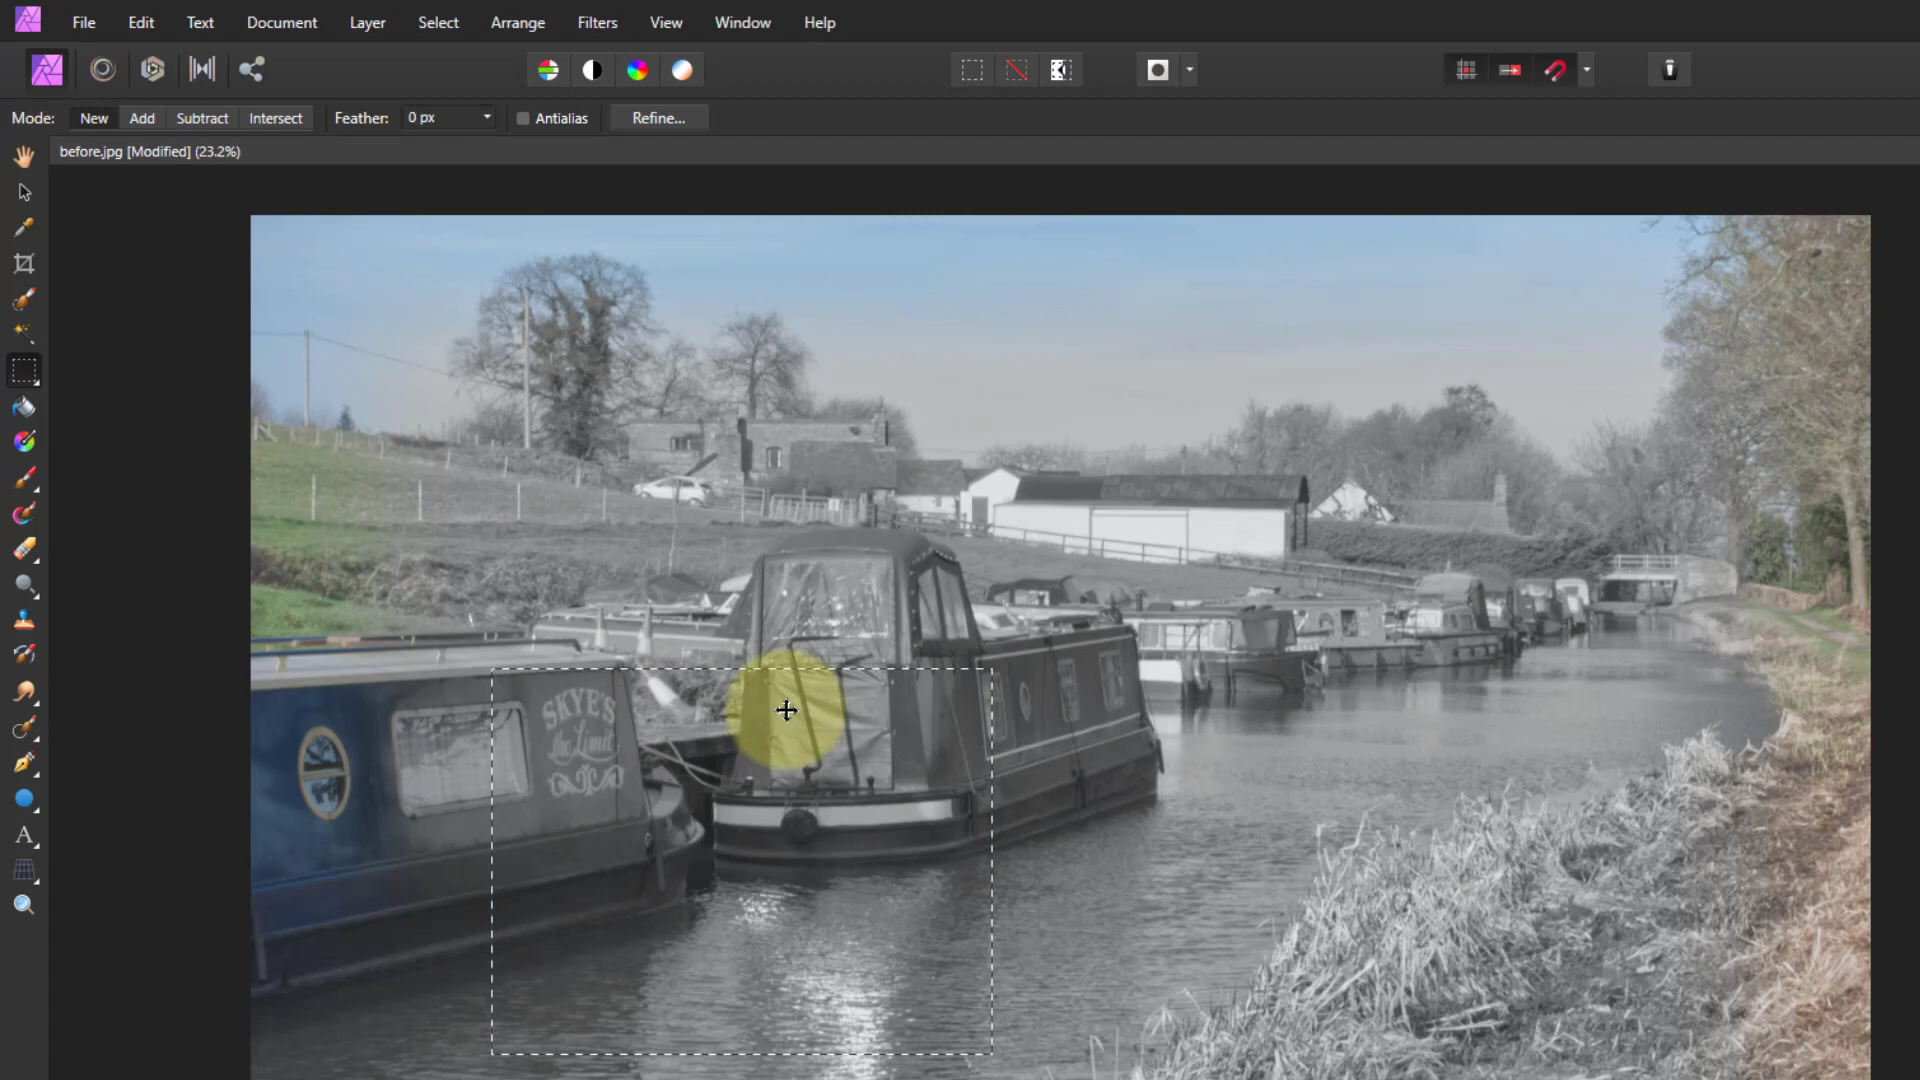 File Edit Text Document Layer Select Arrange Filters View Window Help
Mode: New Add Subtract Intersect Feather: 0 px Antialias Refine...
before.jpg [Modified] (23.2%)
SKYE'S
the Limit